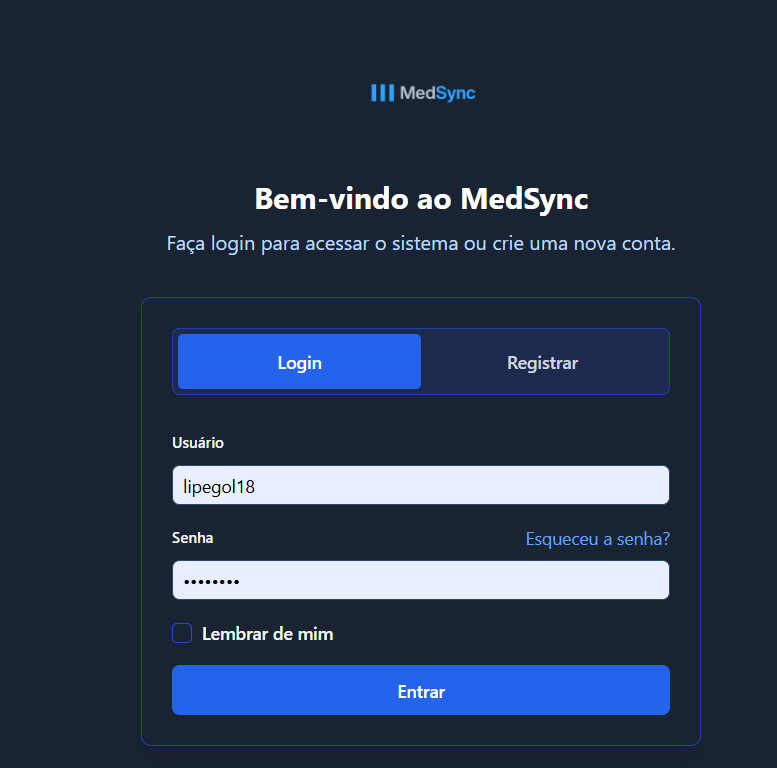 MedSync
Bem-vindo ao MedSync
Faça login para acessar o sistema ou crie uma nova conta.
Login
Registrar
Usuário
lipegol18
Senha
Esqueceu a senha?
••••••••
Lembrar de mim
Entrar